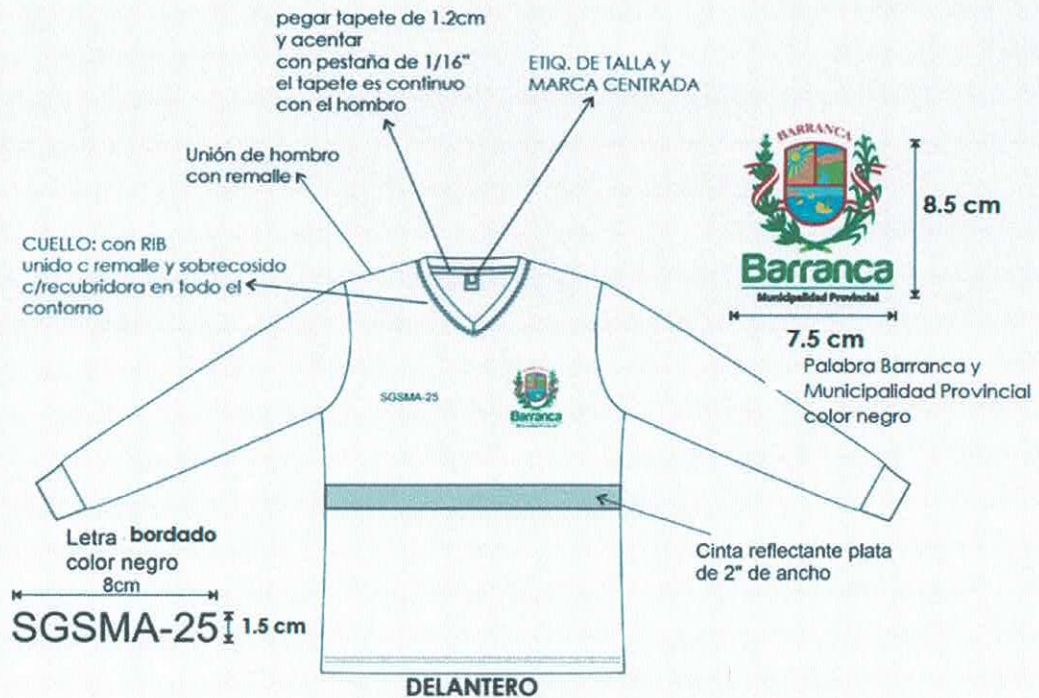 pegar tapete de 1.2cm
y acentar
con pestaña de 1/16"
el tapete es continuo
con el hombro
ETIQ. DE TALLA y
MARCA CENTRADA
Unión de hombro
con remalle
CUELLO: con RIB
unido c remalle y sobrecosido
c/recubridora en todo el
contorno
BARRANCA
Barranca
Municipalidad Provincial
8.5 cm
7.5 cm
Palabra Barranca y
Municipalidad Provincial
color negro
SGSMA-25
Barranca
Letra bordado
color negro
8cm
SGSMA-25
1.5 cm
Cinta reflectante plata
de 2" de ancho
DELANTERO